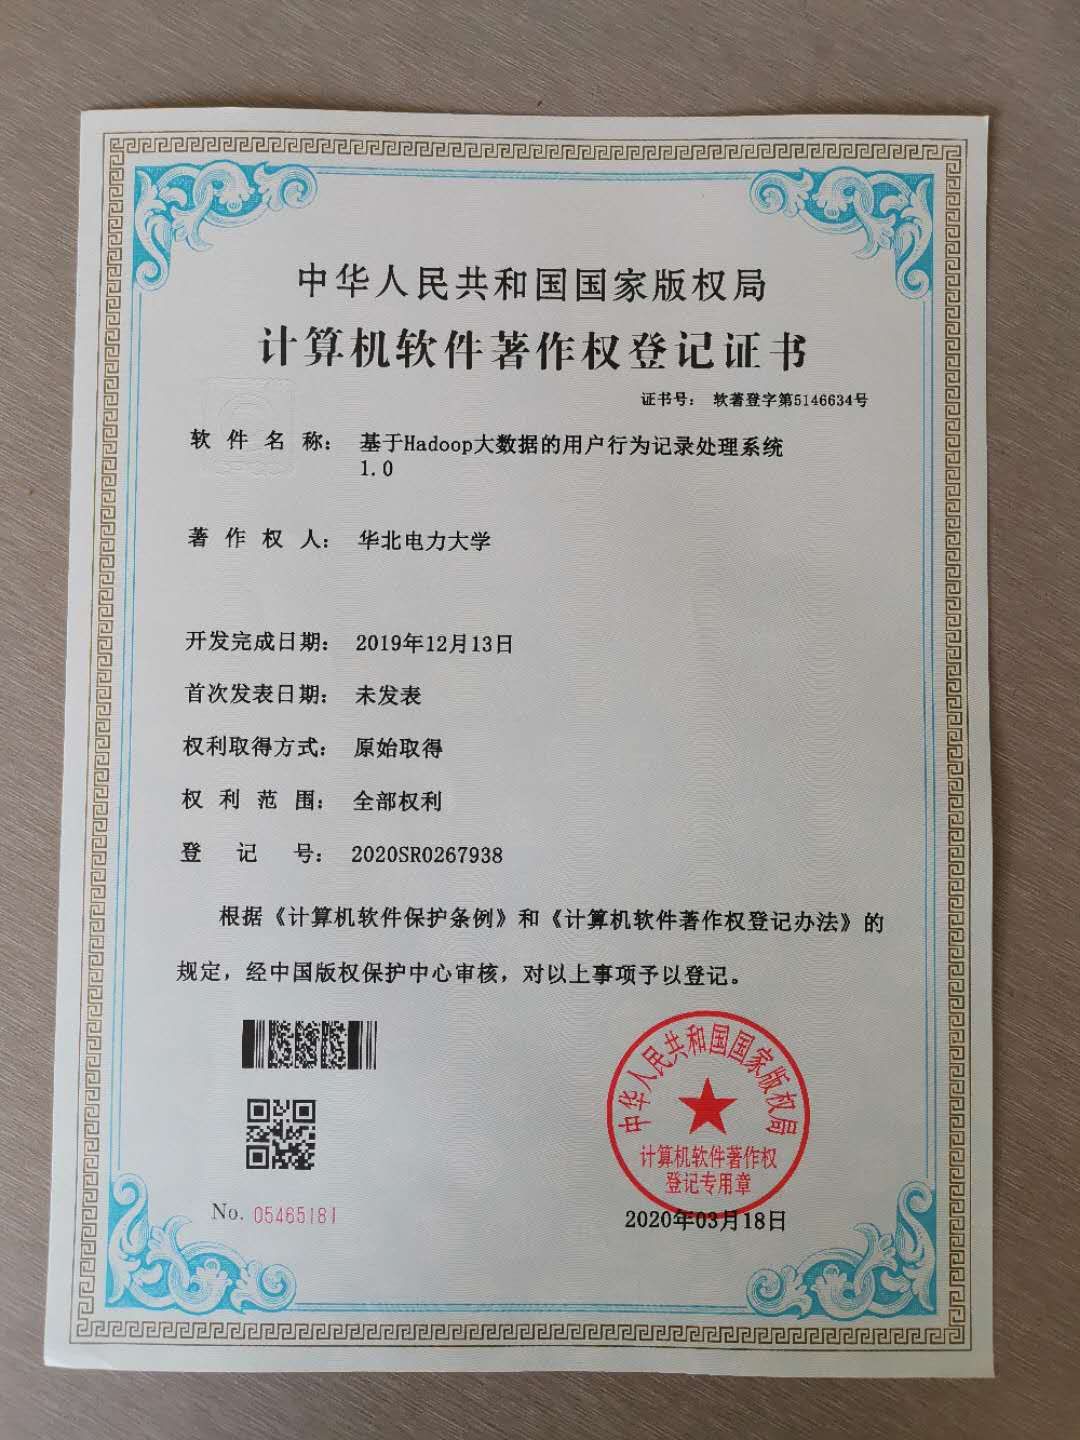 中华人民共和国国家版权局
计算机软件著作权登记证书
证书号： 软著登字第5146634号
软件名称： 基于Hadoop大数据的用户行为记录处理系统
1.0
著作权人： 华北电力大学
开发完成日期： 2019年12月13日
首次发表日期： 未发表
权利取得方式： 原始取得
权利范围： 全部权利
登记号： 2020SR0267938
根据《计算机软件保护条例》和《计算机软件著作权登记办法》的
规定，经中国版权保护中心审核，对以上事项予以登记。
中华人民共和国国家版权局
计算机软件著作权
登记专用章
No. 05465181
2020年03月18日